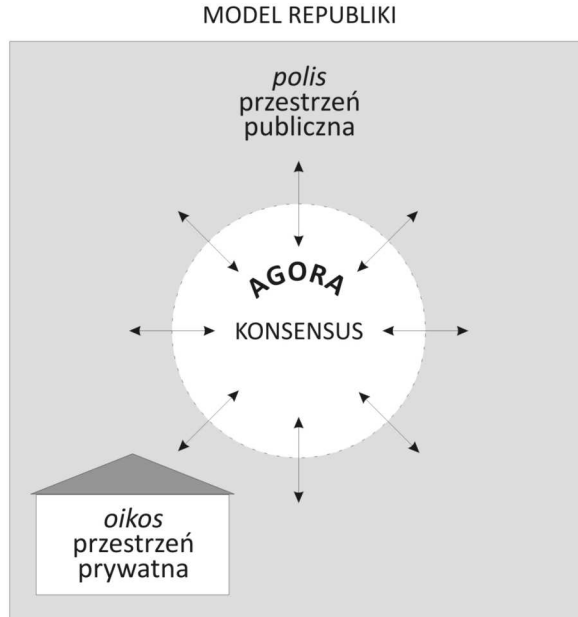 MODEL REPUBLIKI
polis
przestrzeń
publiczna
AGORA
KONSENSUS
oikos
przestrzeń
prywatna